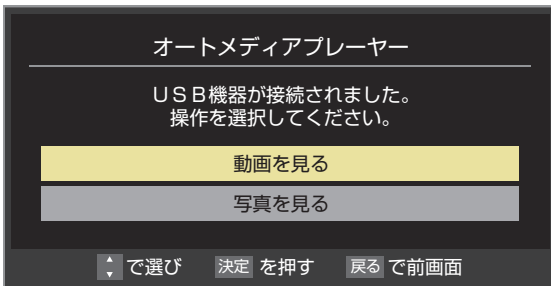 オートメディアプレーヤー
ＵＳＢ機器が接続されました。
操作を選択してください。
動画を見る
写真を見る
で選び 決定 を押す 戻る で前画面